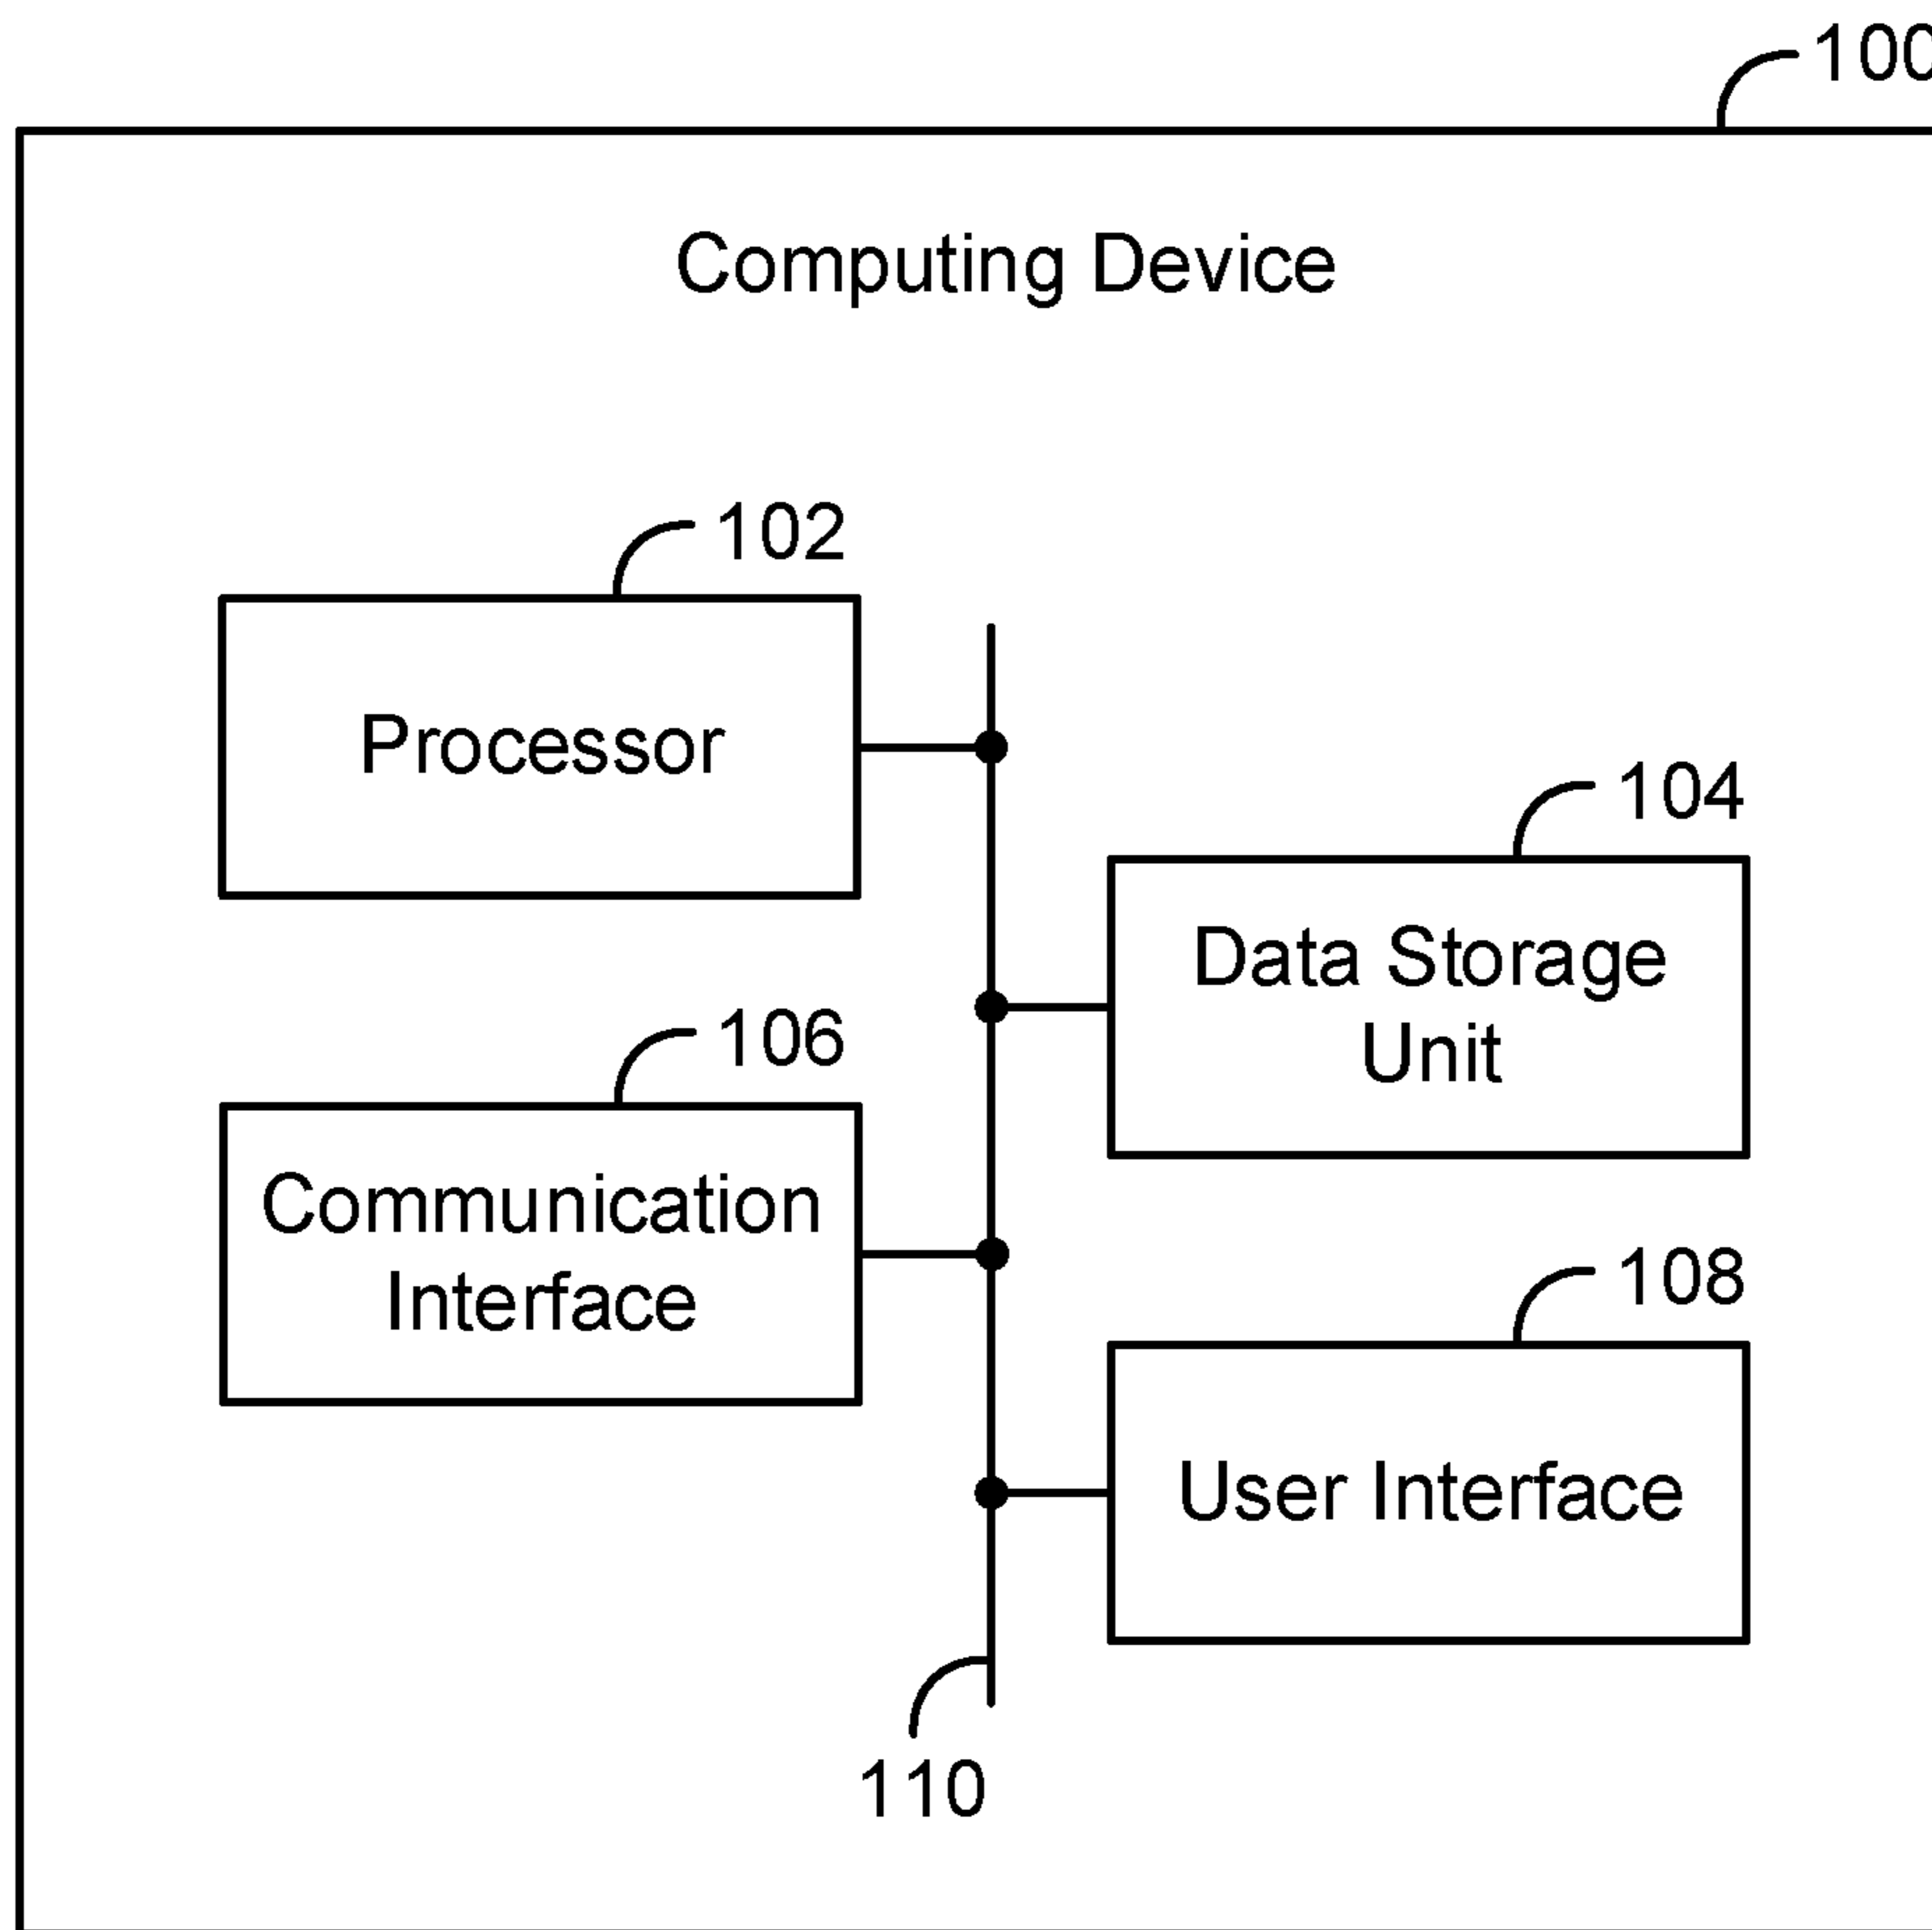 100
Computing Device
102
Processor
104
Data Storage
Unit
106
Communication
Interface
108
User Interface
110